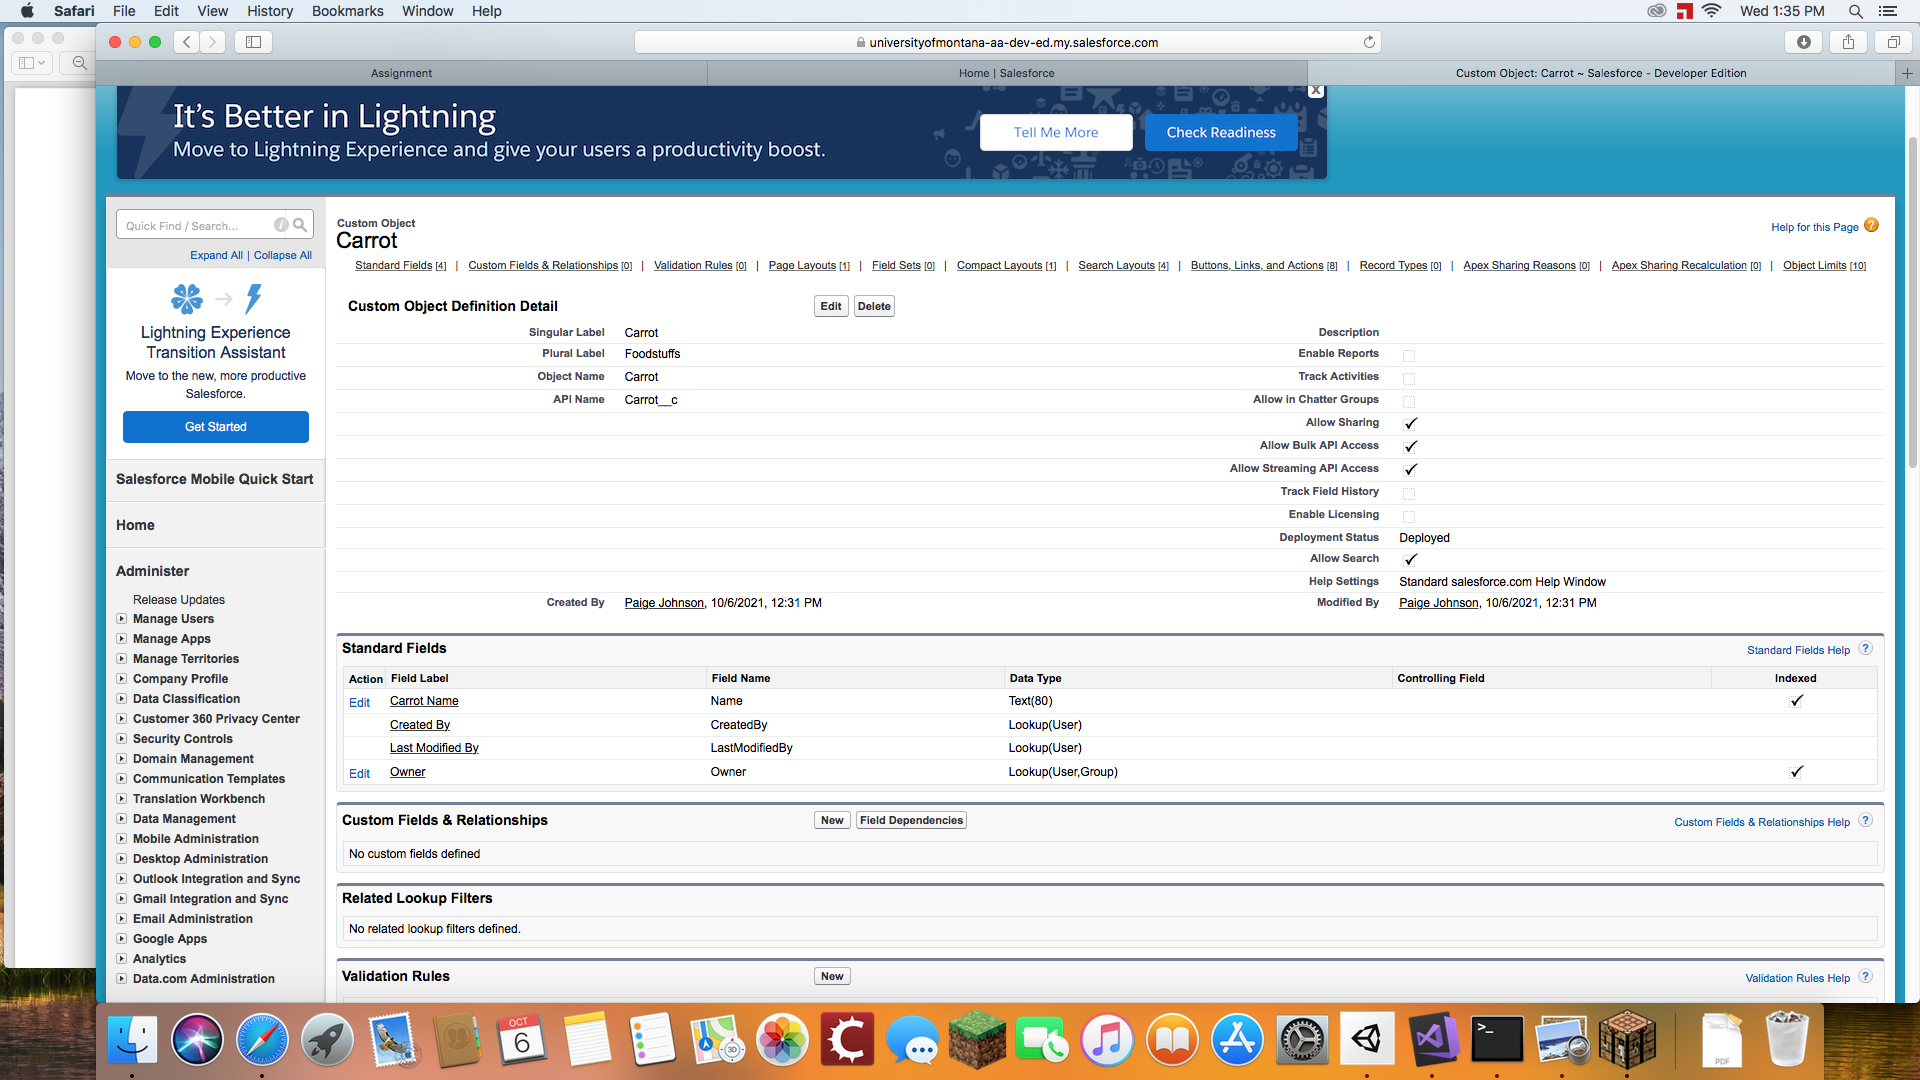 Safari File Edit View History Bookmarks Window Help Wed 1:35 PM
universityofmontana-aa-dev-ed.my.salesforce.com
Assignment Home | Salesforce Custom Object: Carrot ~ Salesforce - Developer Edition
It's Better in Lightning
Move to Lightning Experience and give your users a productivity boost.
Tell Me More Check Readiness
x
Quick Find / Search...
Expand All | Collapse All
Lightning Experience
Transition Assistant
Move to the new, more productive
Salesforce.
Get Started
Salesforce Mobile Quick Start
Home
Administer
Release Updates
Manage Users
Manage Apps
Manage Territories
Company Profile
Data Classification
Customer 360 Privacy Center
Security Controls
Domain Management
Communication Templates
Translation Workbench
Data Management
Mobile Administration
Desktop Administration
Outlook Integration and Sync
Gmail Integration and Sync
Email Administration
Google Apps
Analytics
Data.com Administration
Custom Object
Carrot
Help for this Page ?
Standard Fields [4] | Custom Fields & Relationships [0] | Validation Rules [0] | Page Layouts [1] | Field Sets [0] | Compact Layouts [1] | Search Layouts [4] | Buttons, Links, and Actions [8] | Record Types [0] | Apex Sharing Reasons [0] | Apex Sharing Recalculation [0] | Object Limits [10]
Custom Object Definition Detail Edit Delete
Singular Label Carrot Description
Plural Label Foodstuffs Enable Reports
Object Name Carrot Track Activities
API Name Carrot__c Allow in Chatter Groups
Allow Sharing
Allow Bulk API Access
Allow Streaming API Access
Track Field History
Enable Licensing
Deployment Status Deployed
Allow Search
Help Settings Standard salesforce.com Help Window
Created By Paige Johnson, 10/6/2021, 12:31 PM Modified By Paige Johnson, 10/6/2021, 12:31 PM
Standard Fields Standard Fields Help ?
Action Field Label Field Name Data Type Controlling Field Indexed
Edit Carrot Name Name Text(80)
Created By CreatedBy Lookup(User)
Last Modified By LastModifiedBy Lookup(User)
Edit Owner Owner Lookup(User,Group)
Custom Fields & Relationships New Field Dependencies Custom Fields & Relationships Help ?
No custom fields defined
Related Lookup Filters
No related lookup filters defined.
Validation Rules New Validation Rules Help ?
OCT
6
3D
PDF